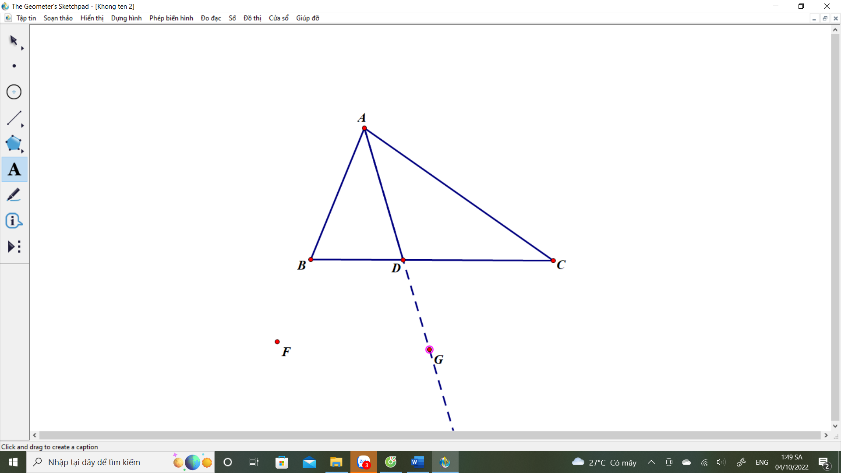 The Geometer's Sketchpad - [Không tên 2]
Tập tin Soạn thảo Hiển thị Dựng hình Phép biến hình Đo đạc Số Đồ thị Cửa sổ Giúp đỡ
A
A
B
D
C
F
G
Click and drag to create a caption
Nhập tại đây để tìm kiếm
27°C Có mây
ENG
1:49 SA
04/10/2022